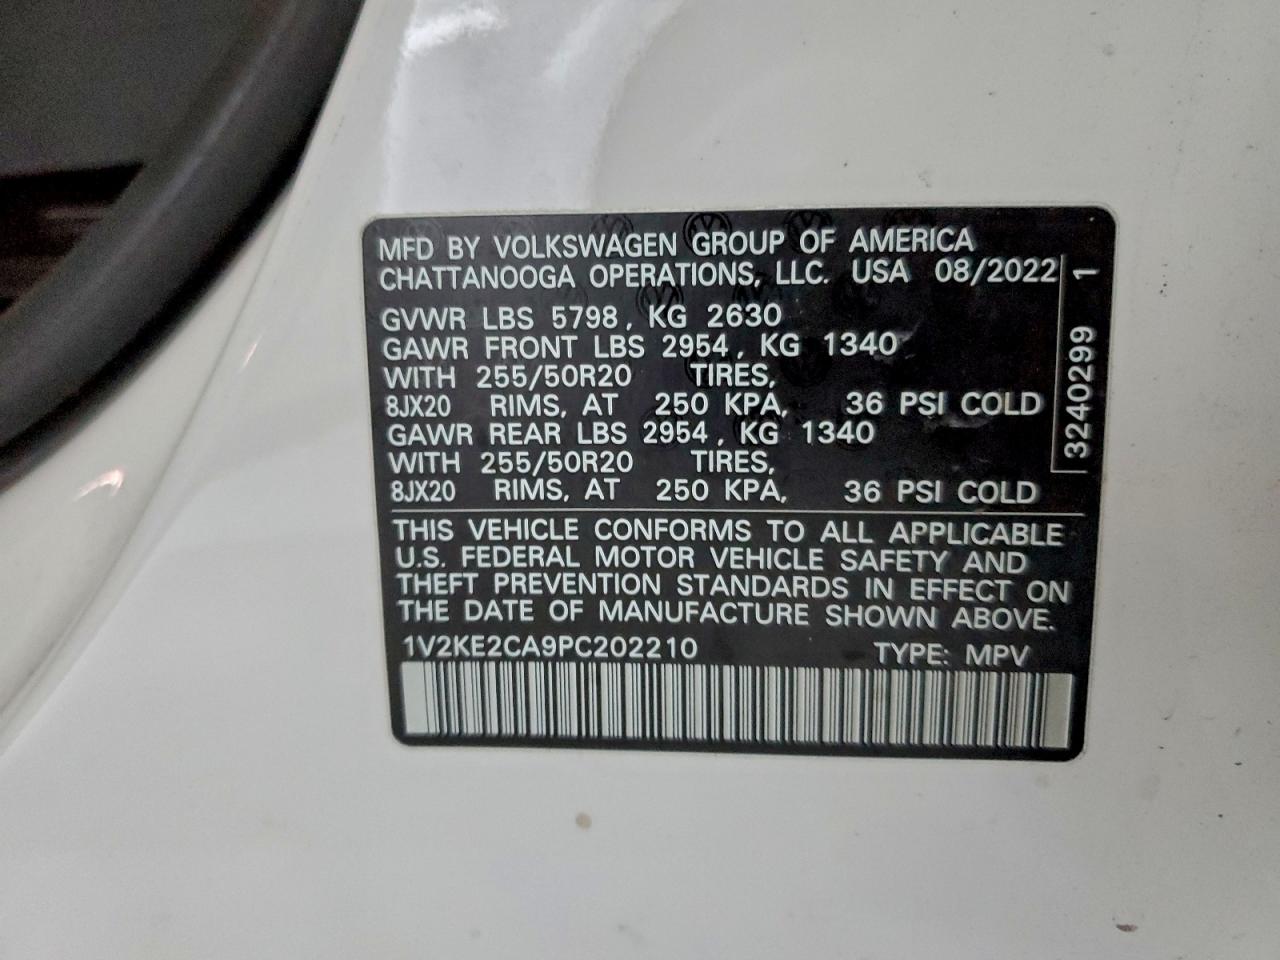 MFD BY VOLKSWAGEN GROUP OF AMERICA
CHATTANOOGA OPERATIONS, LLC. USA 08/2022
GVWR LBS 5798, KG 2630
GAWR FRONT LBS 2954, KG 1340
WITH 255/50R20 TIRES,
8JX20 RIMS, AT 250 KPA, 36 PSI COLD
GAWR REAR LBS 2954, KG 1340
WITH 255/50R20 TIRES,
8JX20 RIMS, AT 250 KPA, 36 PSI COLD
3240299 1
THIS VEHICLE CONFORMS TO ALL APPLICABLE
U.S. FEDERAL MOTOR VEHICLE SAFETY AND
THEFT PREVENTION STANDARDS IN EFFECT ON
THE DATE OF MANUFACTURE SHOWN ABOVE.
1V2KE2CA9PC202210 TYPE: MPV